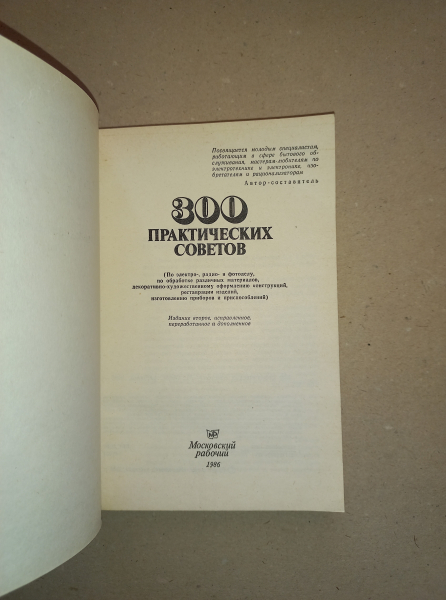 Посвящается молодым специалистам,
работающим в сфере бытового об-
служивания, мастерам-любителям по
электротехнике и электронике, изо-
бретателям и рационализаторам
Автор-составитель
300
ПРАКТИЧЕСКИХ
СОВЕТОВ
(По электро-, радио- и фотоделу,
по обработке различных материалов,
декоративно-художественному оформлению конструкций,
реставрации изделий,
изготовлению приборов и приспособлений)
Издание второе, исправленное,
переработанное и дополненное
Московский
рабочий
1986